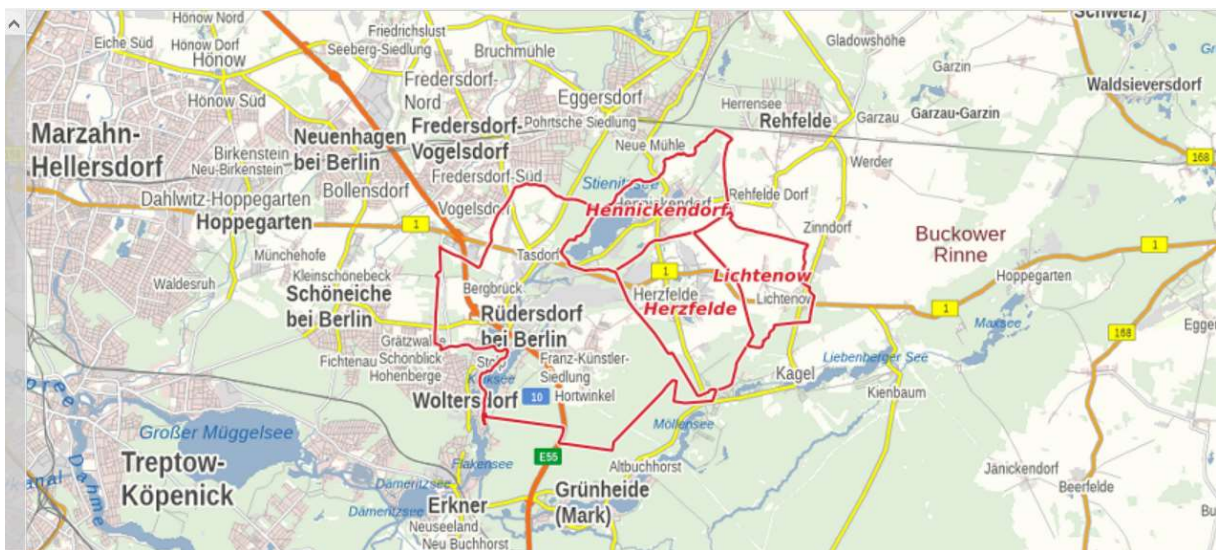 Hönow Nord
Friedrichslust
Schweiz)
Eiche Süd
Hönow Dorf
Seeberg-Siedlung
Bruchmühle
Gladowshöhe
Hönow
Garzin
Waldsieversdorf
Fredersdorf-
Nord
Eggersdorf
Hönow Süd
Herrensee
Garzau
Garzau-Garzin
Marzahn-
Hellersdorf
Neuenhagen
bei Berlin
Fredersdorf-
Vogelsdorf
Pohrtsche Siedlung
Rehfelde
Birkenstein
Neu-Birkenstein
Neue Mühle
Werder
168
Bollensdorf
Fredersdorf-Süd
Stienitzsee
Rehfelde Dorf
Dahlwitz-Hoppegarten
Hoppegarten
1
Vogelsdorf
Hennickendorf
Hennickendorf
Zinndorf
Buckower
Rinne
1
Münchehofe
Tasdorf
Hoppegarten
Waldesruh
Kleinschönebeck
Bergbrück
1
Lichtenow
Lichtenow
Schöneiche
bei Berlin
Herzfelde
Herzfelde
1
Rüdersdorf
bei Berlin
Maxsee
168
Grätzwal
Fichtenau
Schönblick
Hohenberge
Franz-Künstler-
Siedlung
Liebenberger See
Kagel
Kienbaum
Woltersdorf
10
Hortwinkel
Spree
Großer Müggelsee
Möllensee
Treptow-
Köpenick
Flakensee
E55
Altbuchhorst
Jänickendorf
Dahme
Dämeritzsee
Dämeritzsee
Erkner
Grünheide
(Mark)
Beerfelde
Neuseeland
Neu Buchhorst